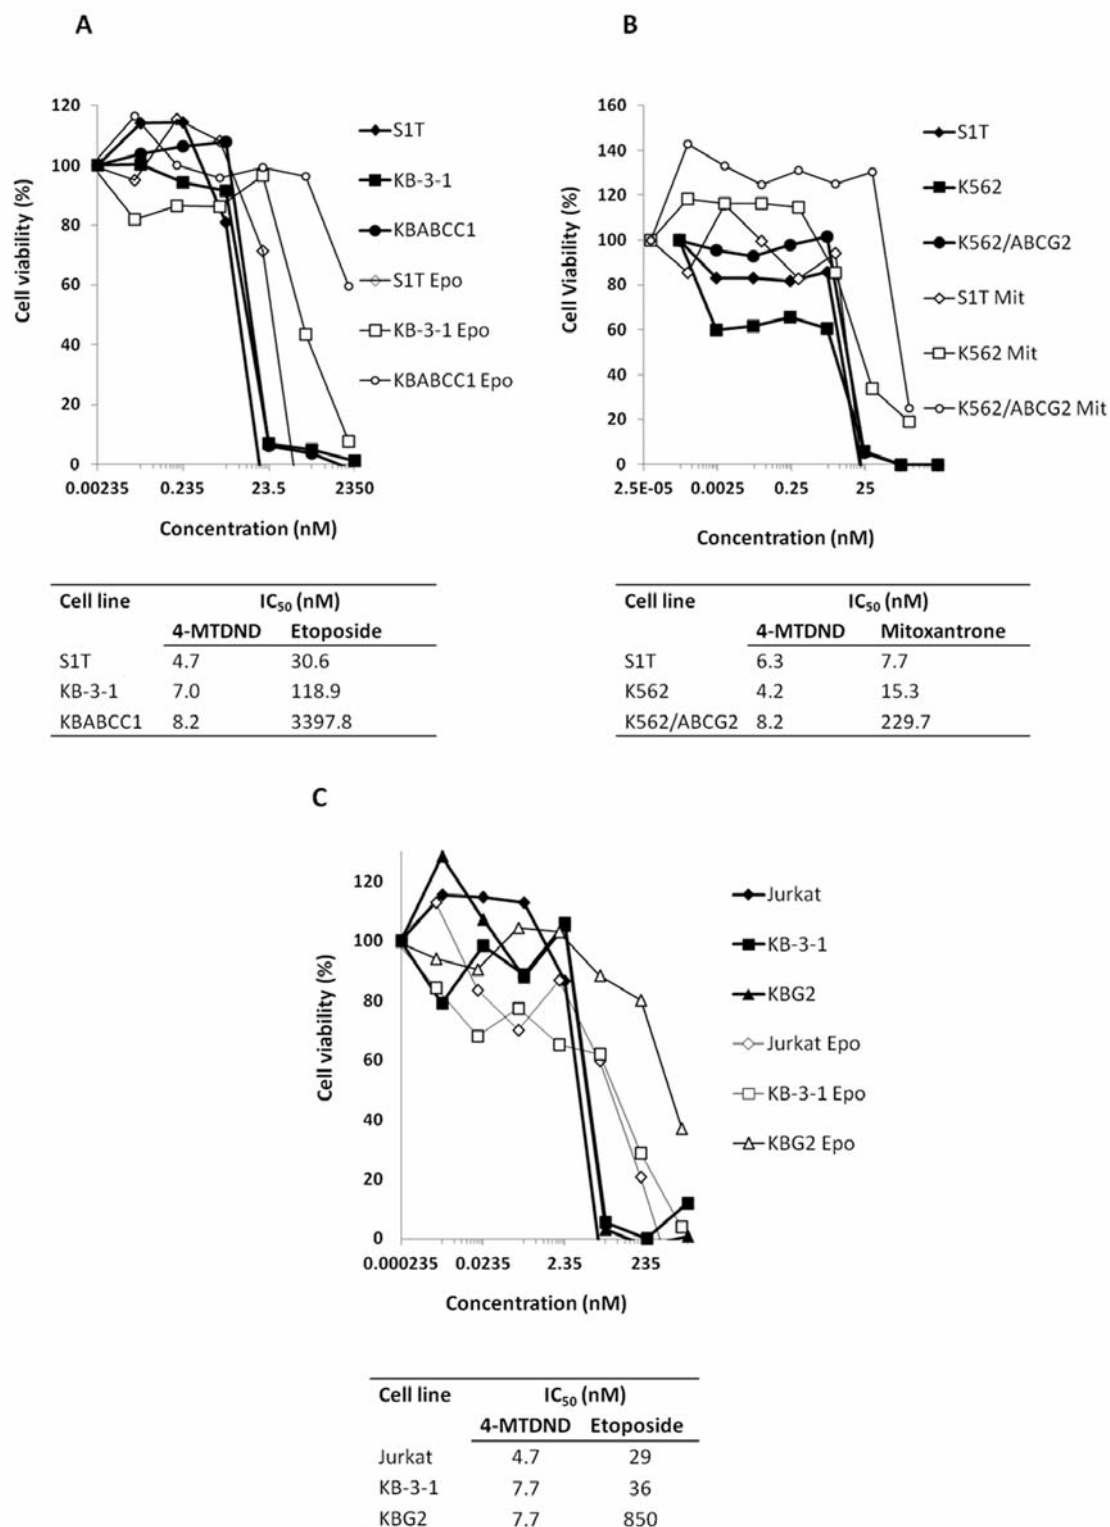 A
120
100
80
60
40
20
0
Cell viability (%)
0.00235 0.235 23.5 2350
Concentration (nM)
S1T
KB-3-1
KBABCC1
S1T Epo
KB-3-1 Epo
KBABCC1 Epo
Cell line IC50 (nM)
4-MTDND Etoposide
S1T 4.7 30.6
KB-3-1 7.0 118.9
KBABCC1 8.2 3397.8
B
160
140
120
100
80
60
40
20
0
Cell Viability (%)
2.5E-05 0.0025 0.25 25
Concentration (nM)
S1T
K562
K562/ABCG2
S1T Mit
K562 Mit
K562/ABCG2 Mit
Cell line IC50 (nM)
4-MTDND Mitoxantrone
S1T 6.3 7.7
K562 4.2 15.3
K562/ABCG2 8.2 229.7
C
120
100
80
60
40
20
0
Cell viability (%)
0.000235 0.0235 2.35 235
Concentration (nM)
Jurkat
KB-3-1
KBG2
Jurkat Epo
KB-3-1 Epo
KBG2 Epo
Cell line IC50 (nM)
4-MTDND Etoposide
Jurkat 4.7 29
KB-3-1 7.7 36
KBG2 7.7 850